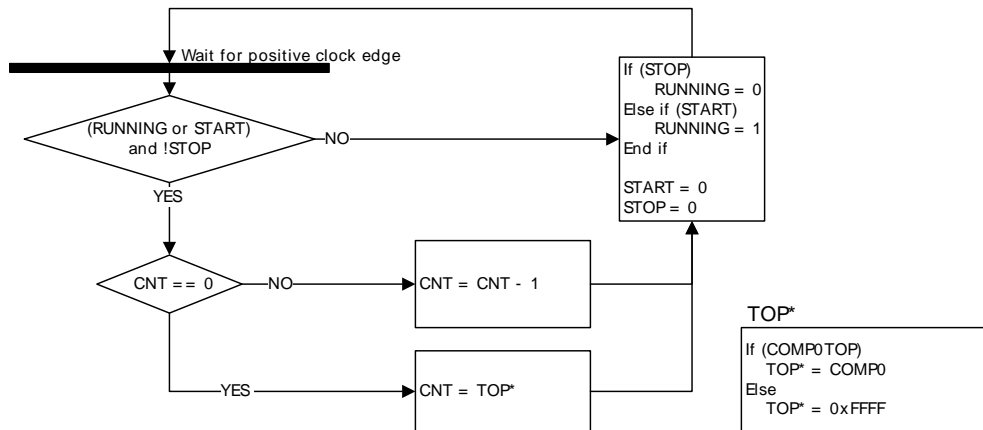 Wait for positive clock edge
(RUNNING or START)
and !STOP
NO
YES
If (STOP)
RUNNING = 0
Else if (START)
RUNNING = 1
End if
START = 0
STOP = 0
CNT == 0
NO
CNT = CNT - 1
YES
CNT = TOP*
TOP*
If (COMP0TOP)
TOP* = COMP0
Else
TOP* = 0xFFFF